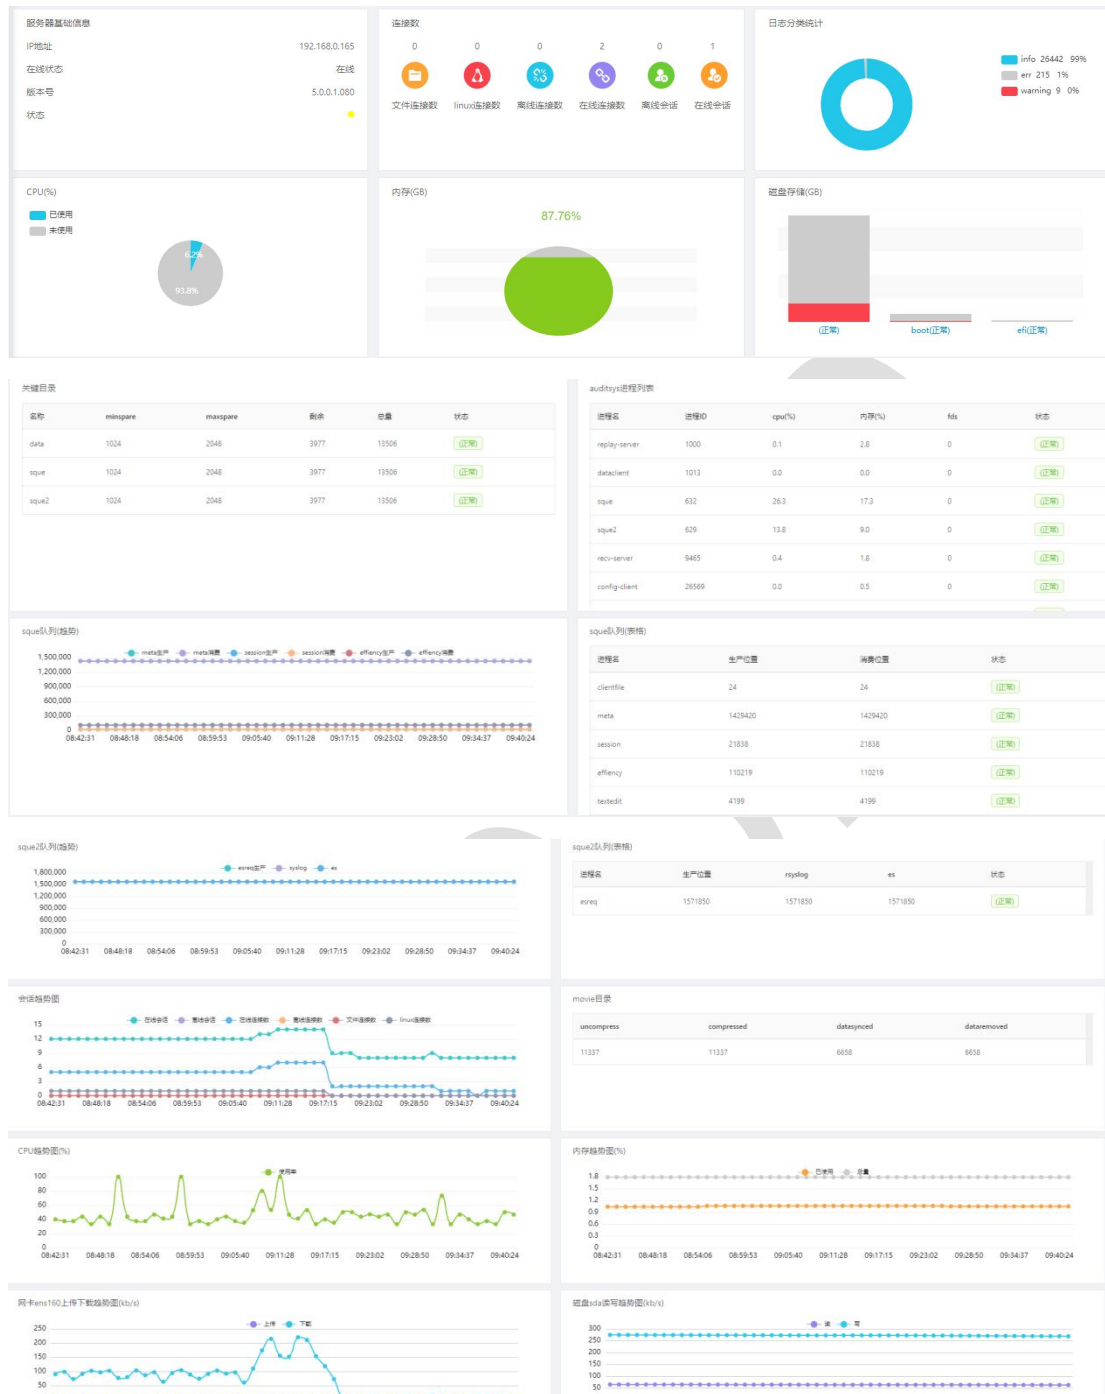 服务器基础信息
IP地址 192.168.0.165
在线状态 在线
版本号 5.0.0.1.080
状态
连接数
0 0 0 2 0 1
文件连接数 linux连接数 离线连接数 在线连接数 离线会话 在线会话
日志分类统计
info 26442 99%
err 215 1%
warning 9 0%
CPU(%)
已使用
未使用
6.2%
93.8%
内存(GB)
87.76%
磁盘存储(GB)
(正常) boot(正常) efi(正常)
关键目录
名称 minspare maxspare 剩余 总量 状态
data 1024 2048 3977 13506 (正常)
sque 1024 2048 3977 13506 (正常)
sque2 1024 2048 3977 13506 (正常)
auditsys进程列表
进程名 进程ID cpu(%) 内存(%) fds 状态
replay-server 1000 0.1 2.8 0 (正常)
dataclient 1013 0.0 0.0 0 (正常)
sque 632 26.3 17.3 0 (正常)
sque2 629 13.8 9.0 0 (正常)
recv-server 9465 0.4 1.8 0 (正常)
config-client 26569 0.0 0.5 0 (正常)
sque队列(趋势)
meta生产 meta消费 session生产 session消费 effiency生产 effiency消费
1,500,000
1,200,000
900,000
600,000
300,000
0
08:42:31 08:48:18 08:54:06 08:59:53 09:05:40 09:11:28 09:17:15 09:23:02 09:28:50 09:34:37 09:40:24
sque队列(表格)
进程名 生产位置 消费位置 状态
clientfile 24 24 (正常)
meta 1429420 1429420 (正常)
session 21838 21838 (正常)
effiency 110219 110219 (正常)
textedit 4199 4199 (正常)
sque2队列(趋势)
esreq生产 syslog es
1,800,000
1,500,000
1,200,000
900,000
600,000
300,000
0
08:42:31 08:48:18 08:54:06 08:59:53 09:05:40 09:11:28 09:17:15 09:23:02 09:28:50 09:34:37 09:40:24
sque2队列(表格)
进程名 生产位置 rsyslog es 状态
esreq 1571850 1571850 1571850 (正常)
会话趋势图
在线会话 离线会话 在线连接数 离线连接数 文件连接数 linux连接数
15
12
9
6
3
0
08:42:31 08:48:18 08:54:06 08:59:53 09:05:40 09:11:28 09:17:15 09:23:02 09:28:50 09:34:37 09:40:24
movie目录
uncompress compressed datasynced dataremoved
11337 11337 6658 6658
CPU趋势图(%)
使用率
100
80
60
40
20
0
08:42:31 08:48:18 08:54:06 08:59:53 09:05:40 09:11:28 09:17:15 09:23:02 09:28:50 09:34:37 09:40:24
内存趋势图(%)
已使用 总量
1.8
1.5
1.2
0.9
0.6
0.3
0
08:42:31 08:48:18 08:54:06 08:59:53 09:05:40 09:11:28 09:17:15 09:23:02 09:28:50 09:34:37 09:40:24
网卡ens160上传下载趋势图(kb/s)
上传 下载
250
200
150
100
50
磁盘sda读写趋势图(kb/s)
读 写
300
250
200
150
100
50